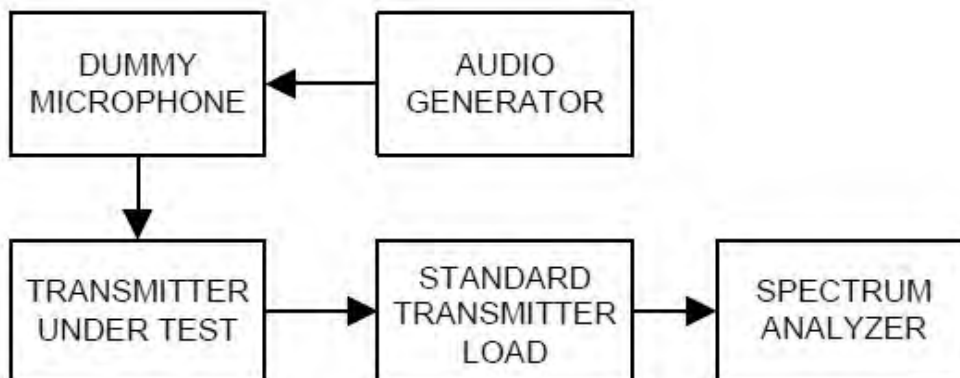 DUMMY
MICROPHONE
AUDIO
GENERATOR
TRANSMITTER
UNDER TEST
STANDARD
TRANSMITTER
LOAD
SPECTRUM
ANALYZER